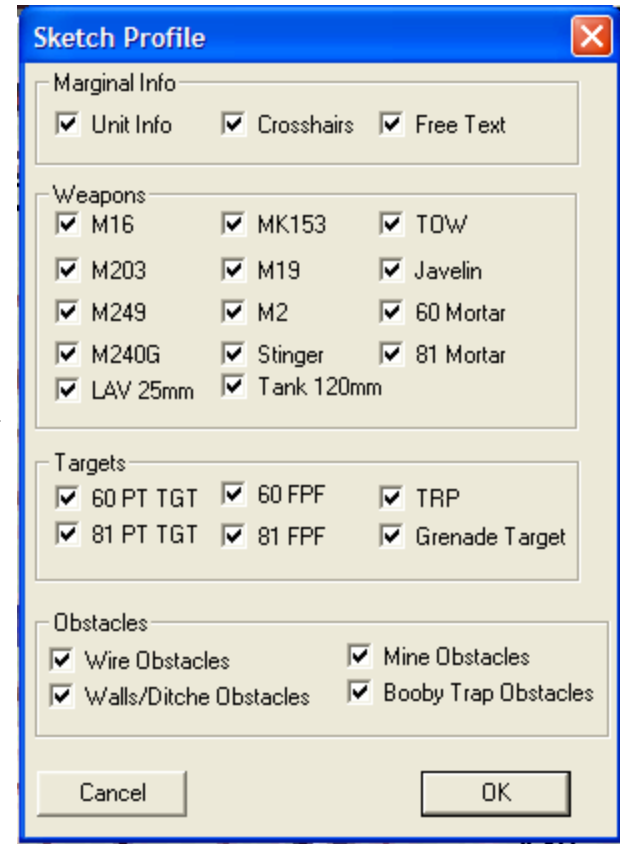 Sketch Profile
Marginal Info
Unit Info Crosshairs Free Text
Weapons
M16 MK153 TOW
M203 M19 Javelin
M249 M2 60 Mortar
M240G Stinger 81 Mortar
LAV 25mm Tank 120mm
Targets
60 PT TGT 60 FPF TRP
81 PT TGT 81 FPF Grenade Target
Obstacles
Wire Obstacles Mine Obstacles
Walls/Ditche Obstacles Booby Trap Obstacles
Cancel OK